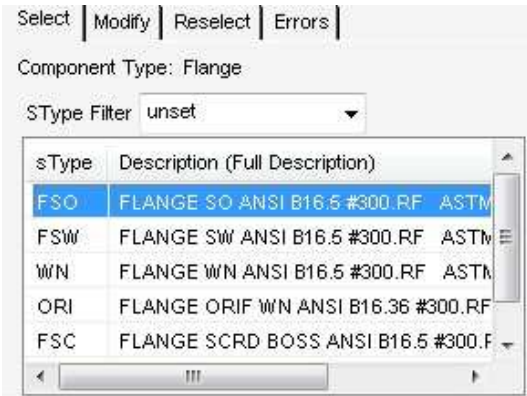 Select Modify Reselect Errors
Component Type: Flange
SType Filter unset
sType Description (Full Description)
FSO FLANGE SO ANSI B16.5 #300.RF ASTM
FSW FLANGE SW ANSI B16.5 #300.RF ASTM
WN FLANGE WN ANSI B16.5 #300.RF ASTM
ORI FLANGE ORIF WN ANSI B16.36 #300.RF
FSC FLANGE SCRD BOSS ANSI B16.5 #300.F